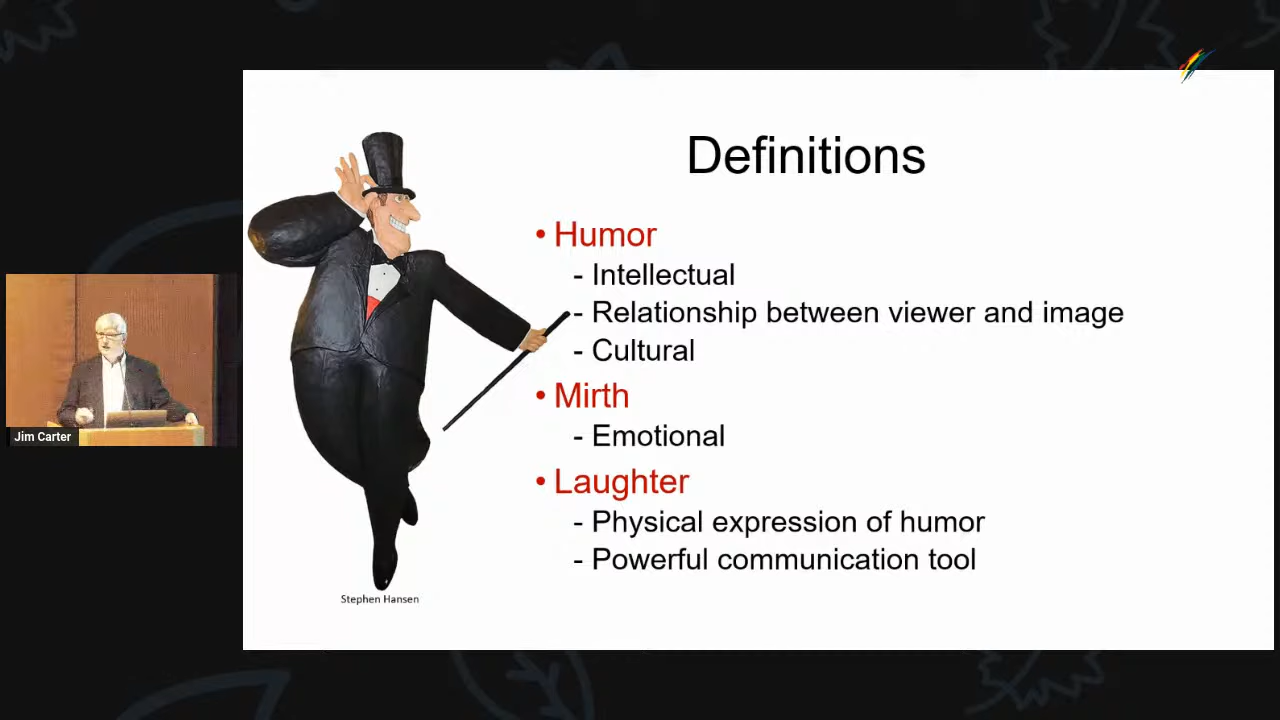 Definitions
• Humor
- Intellectual
- Relationship between viewer and image
- Cultural
• Mirth
- Emotional
• Laughter
- Physical expression of humor
- Powerful communication tool
Stephen Hansen
Jim Carter